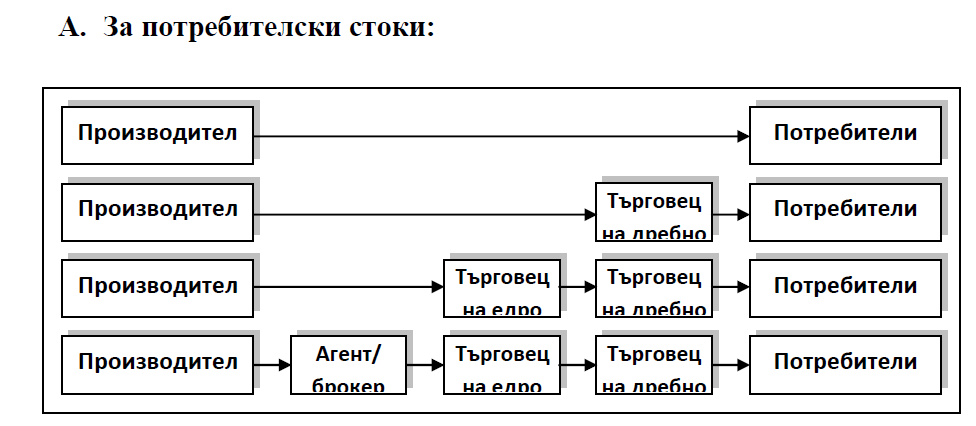 А. За потребителски стоки:
Производител
Потребители
Производител
Търговец
на дребно
Потребители
Производител
Търговец
на едро
Търговец
на дребно
Потребители
Производител
Агент/
брокер
Търговец
на едро
Търговец
на дребно
Потребители